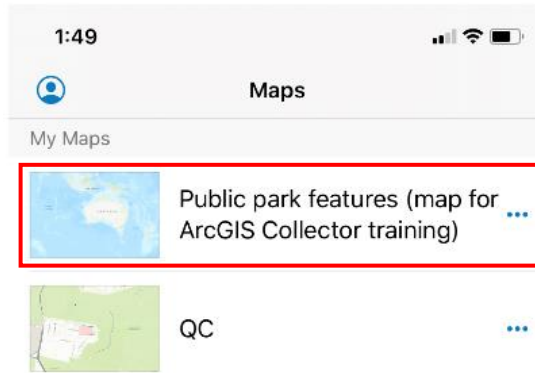 1:49
Maps
My Maps
Public park features (map for
ArcGIS Collector training)
QC